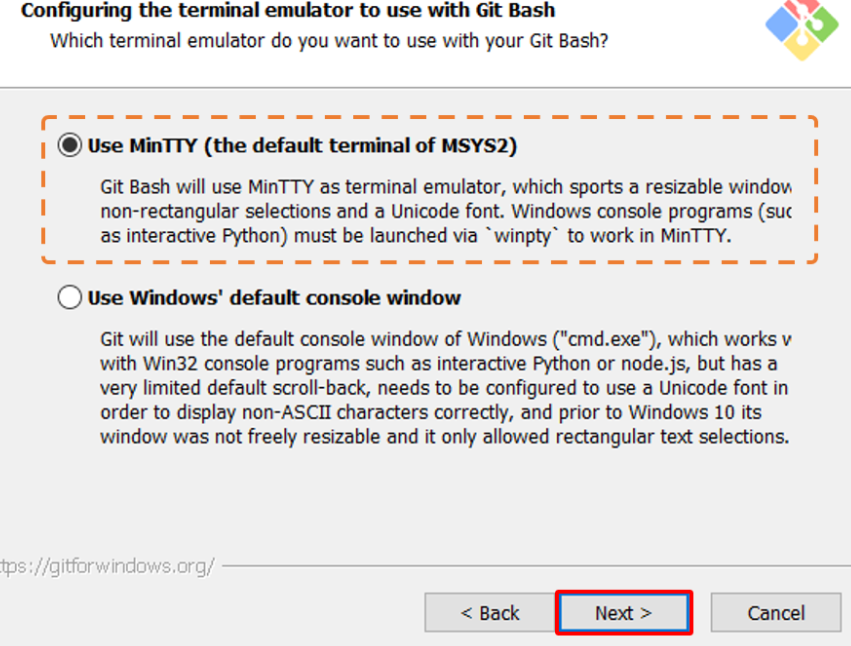 Configuring the terminal emulator to use with Git Bash
Which terminal emulator do you want to use with your Git Bash?
Use MinTTY (the default terminal of MSYS2)
Git Bash will use MinTTY as terminal emulator, which sports a resizable window
non-rectangular selections and a Unicode font. Windows console programs (suc
as interactive Python) must be launched via `winpty` to work in MinTTY.
Use Windows' default console window
Git will use the default console window of Windows ("cmd.exe"), which works w
with Win32 console programs such as interactive Python or node.js, but has a
very limited default scroll-back, needs to be configured to use a Unicode font in
order to display non-ASCII characters correctly, and prior to Windows 10 its
window was not freely resizable and it only allowed rectangular text selections.
tps://gitforwindows.org/
< Back Next > Cancel